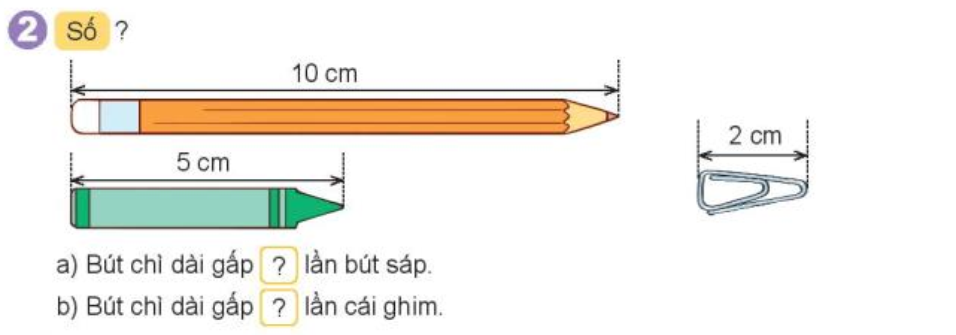 2 Số ?
10 cm
2 cm
5 cm
a) Bút chì dài gấp ? lần bút sáp.
b) Bút chì dài gấp ? lần cái ghim.